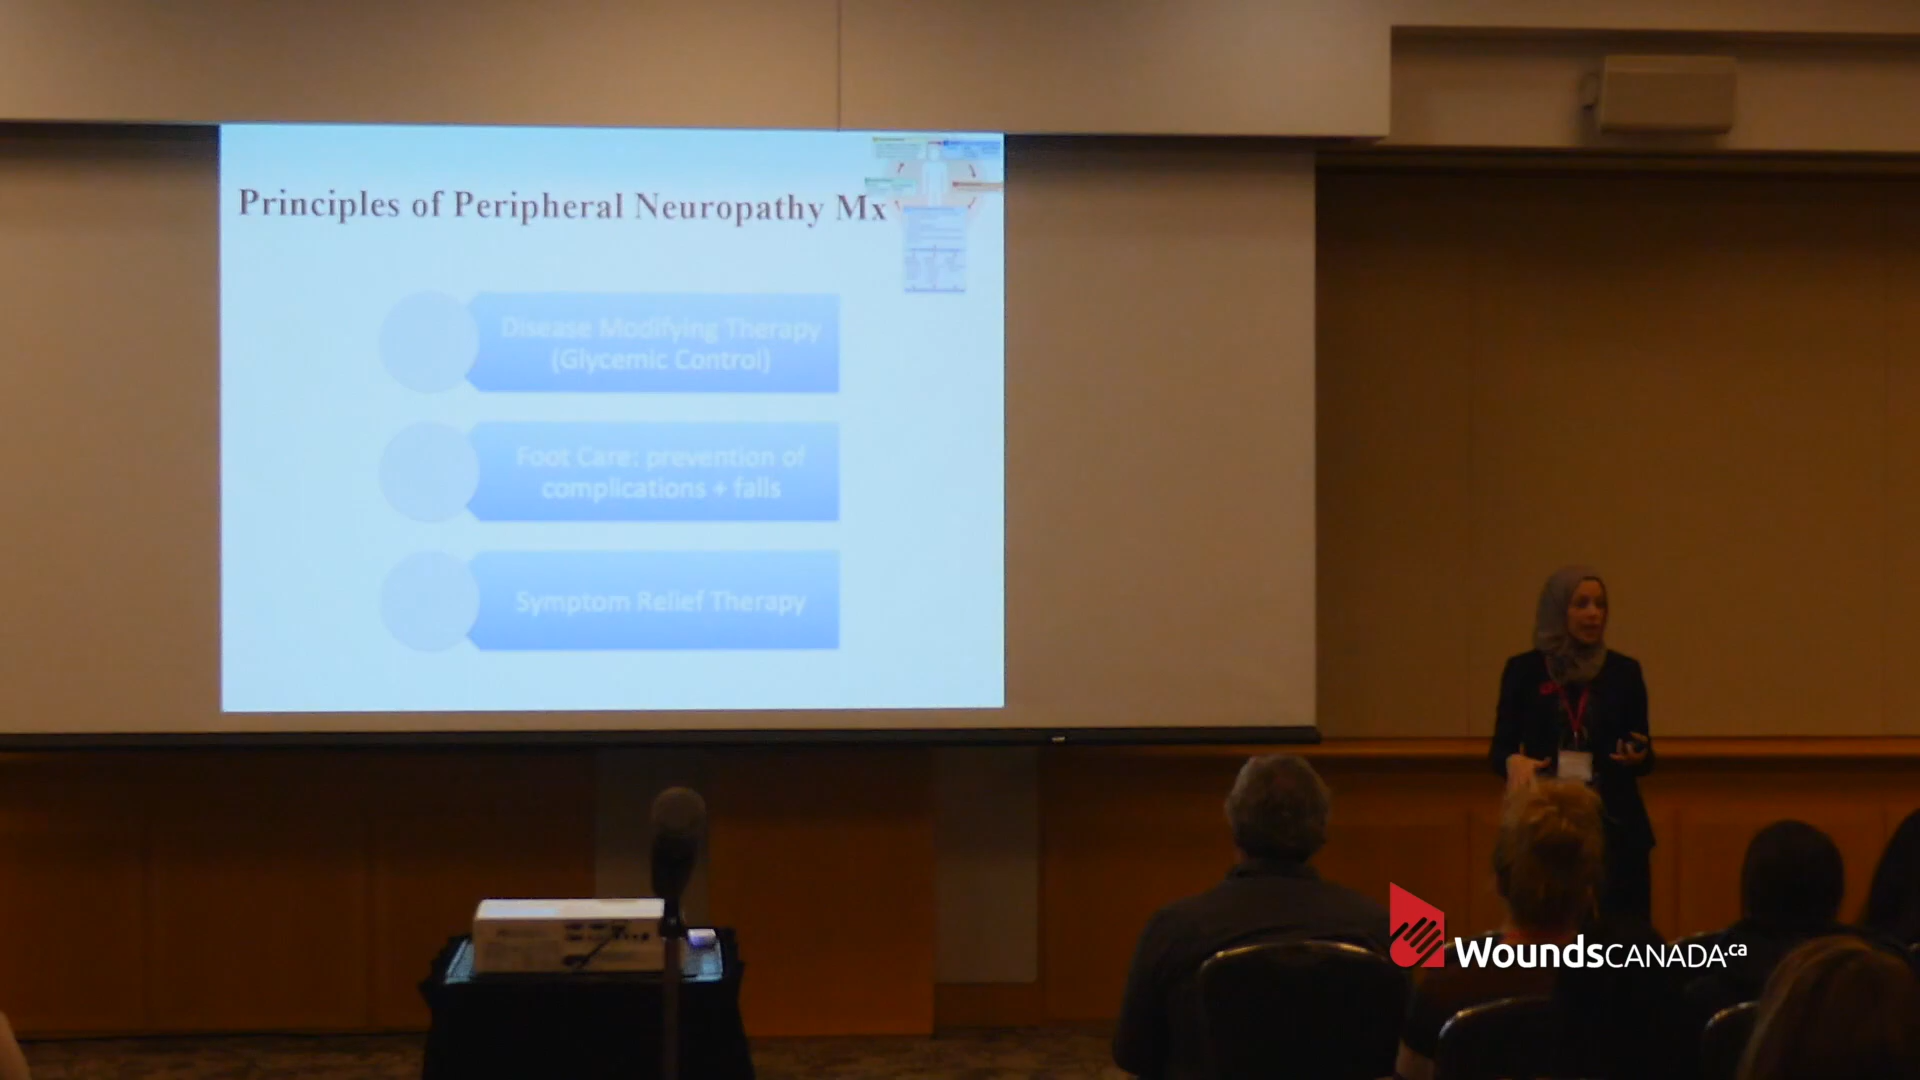 Principles of Peripheral Neuropathy Mx
Disease Modifying Therapy
(Glycemic Control)
Foot Care: prevention of
complications + falls
Symptom Relief Therapy
WoundsCANADA.ca